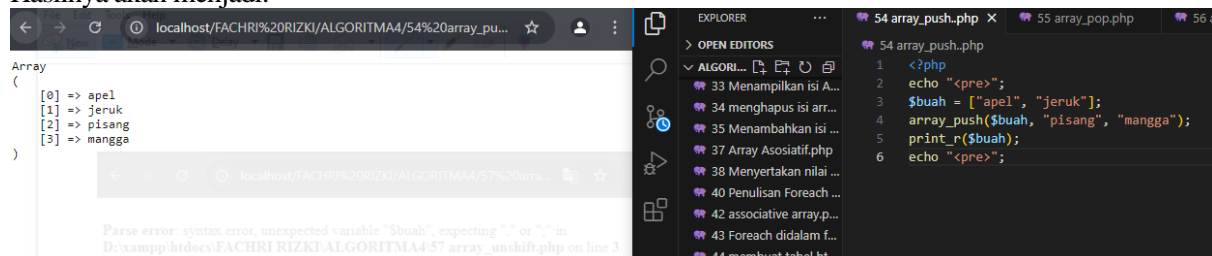 Hasilnya akan menjadi:
localhost/FACHRI%20RIZKI/ALGORITMA4/54%20array_pu...
Array
(
[0] => apel
[1] => jeruk
[2] => pisang
[3] => mangga
)
localhost/FACHRI%20RIZKI/ALGORITMA4/57%20arra...
Parse error: syntax error, unexpected variable "$buah", expecting "," or ";" in
D:\xampp\htdocs\FACHRI RIZKI\ALGORITMA4\57 array_unshift.php on line 3
EXPLORER
OPEN EDITORS
ALGORI...
33 Menampilkan isi A...
34 menghapus isi arr...
35 Menambahkan isi ...
37 Array Asosiatif.php
38 Menyertakan nilai ...
40 Penulisan Foreach ...
42 associative array.p...
43 Foreach didalam f...
44 membuat tabel ht...
54 array_push..php
55 array_pop.php
56 a
54 array_push..php
1 <?php
2 echo "<pre>";
3 $buah = ["apel", "jeruk"];
4 array_push($buah, "pisang", "mangga");
5 print_r($buah);
6 echo "<pre>";